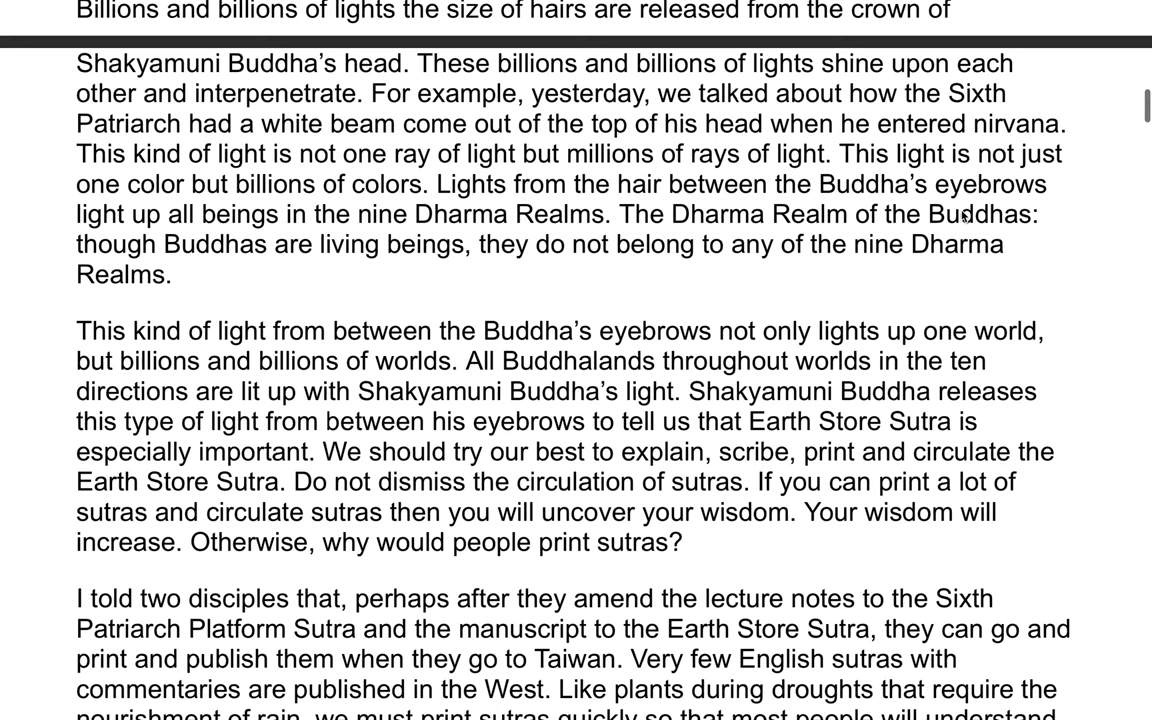 Billions and billions of lights the size of hairs are released from the crown of
Shakyamuni Buddha’s head. These billions and billions of lights shine upon each
other and interpenetrate. For example, yesterday, we talked about how the Sixth
Patriarch had a white beam come out of the top of his head when he entered nirvana.
This kind of light is not one ray of light but millions of rays of light. This light is not just
one color but billions of colors. Lights from the hair between the Buddha’s eyebrows
light up all beings in the nine Dharma Realms. The Dharma Realm of the Buddhas:
though Buddhas are living beings, they do not belong to any of the nine Dharma
Realms.
This kind of light from between the Buddha’s eyebrows not only lights up one world,
but billions and billions of worlds. All Buddhalands throughout worlds in the ten
directions are lit up with Shakyamuni Buddha’s light. Shakyamuni Buddha releases
this type of light from between his eyebrows to tell us that Earth Store Sutra is
especially important. We should try our best to explain, scribe, print and circulate the
Earth Store Sutra. Do not dismiss the circulation of sutras. If you can print a lot of
sutras and circulate sutras then you will uncover your wisdom. Your wisdom will
increase. Otherwise, why would people print sutras?
I told two disciples that, perhaps after they amend the lecture notes to the Sixth
Patriarch Platform Sutra and the manuscript to the Earth Store Sutra, they can go and
print and publish them when they go to Taiwan. Very few English sutras with
commentaries are published in the West. Like plants during droughts that require the
nourishment of rain, we must print sutras quickly so that most people will understand